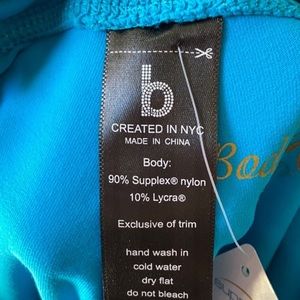 b
CREATED IN NYC
MADE IN CHINA
Body:
90% Supplex® nylon
10% Lycra®
Exclusive of trim
hand wash in
cold water
dry flat
do not bleach